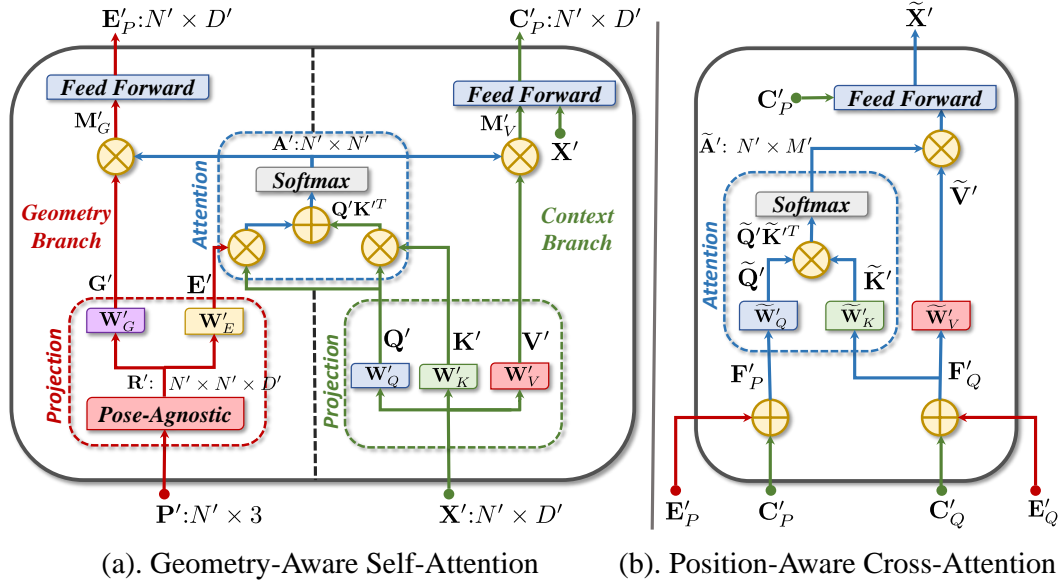 E′_P:N′ × D′
C′_P:N′ × D′
Feed Forward
Feed Forward
M′_G
M′_V
X′
A′:N′ × N′
Softmax
Attention
Q′K′^T
Geometry
Branch
Context
Branch
G′
E′
W′_G
W′_E
Q′
K′
V′
W′_Q
W′_K
W′_V
R′: N′ × N′ × D′
Pose-Agnostic
Projection
Projection
P′:N′ × 3
X′:N′ × D′
(a). Geometry-Aware Self-Attention
X̃′
C′_P
Feed Forward
Ã′: N′ × M′
Softmax
Ṽ′
Q̃′K̃′^T
Attention
Q̃′
K̃′
W̃′_Q
W̃′_K
W̃′_V
F′_P
F′_Q
E′_P
C′_P
C′_Q
E′_Q
(b). Position-Aware Cross-Attention